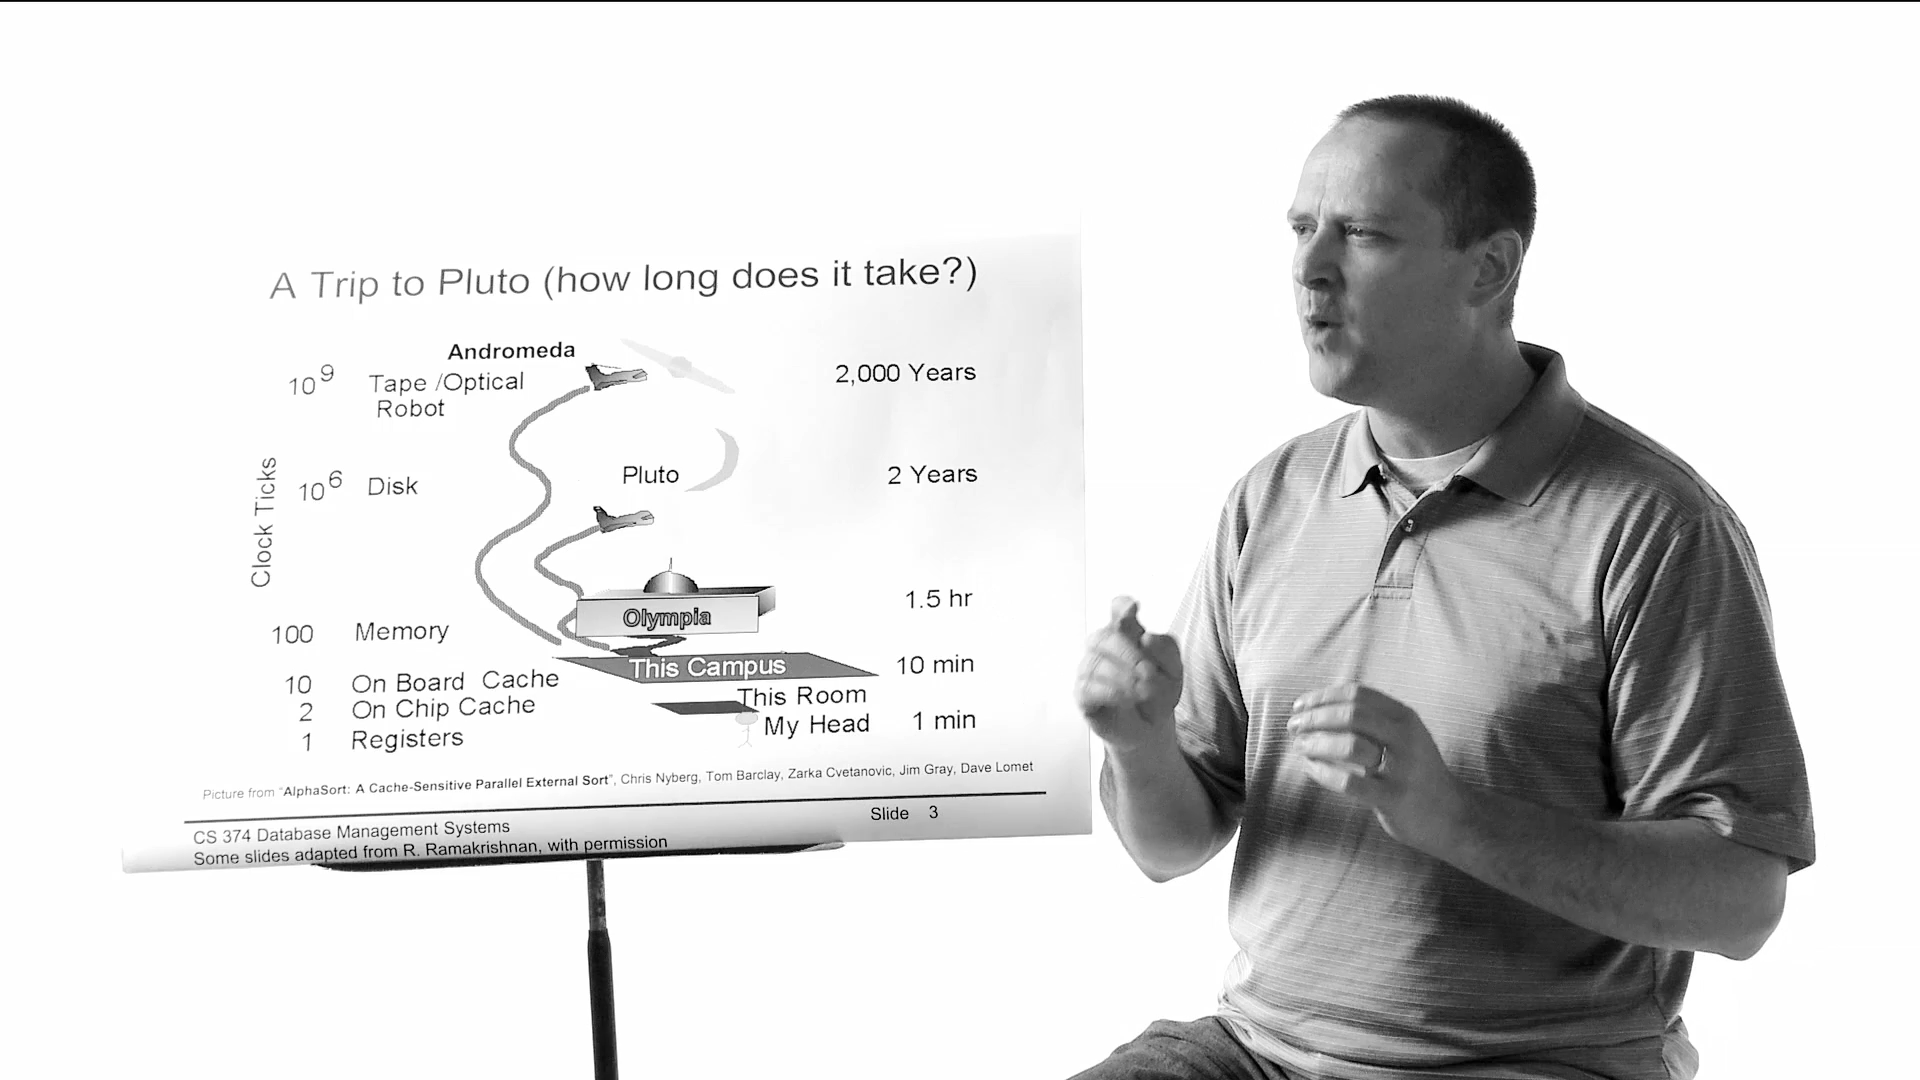 A Trip to Pluto (how long does it take?)
Andromeda
10⁹ Tape /Optical Robot 2,000 Years
Clock Ticks
10⁶ Disk Pluto 2 Years
Olympia 1.5 hr
100 Memory
This Campus 10 min
10 On Board Cache
This Room
2 On Chip Cache
My Head 1 min
1 Registers
Picture from "AlphaSort: A Cache-Sensitive Parallel External Sort", Chris Nyberg, Tom Barclay, Zarka Cvetanovic, Jim Gray, Dave Lomet
CS 374 Database Management Systems Slide 3
Some slides adapted from R. Ramakrishnan, with permission